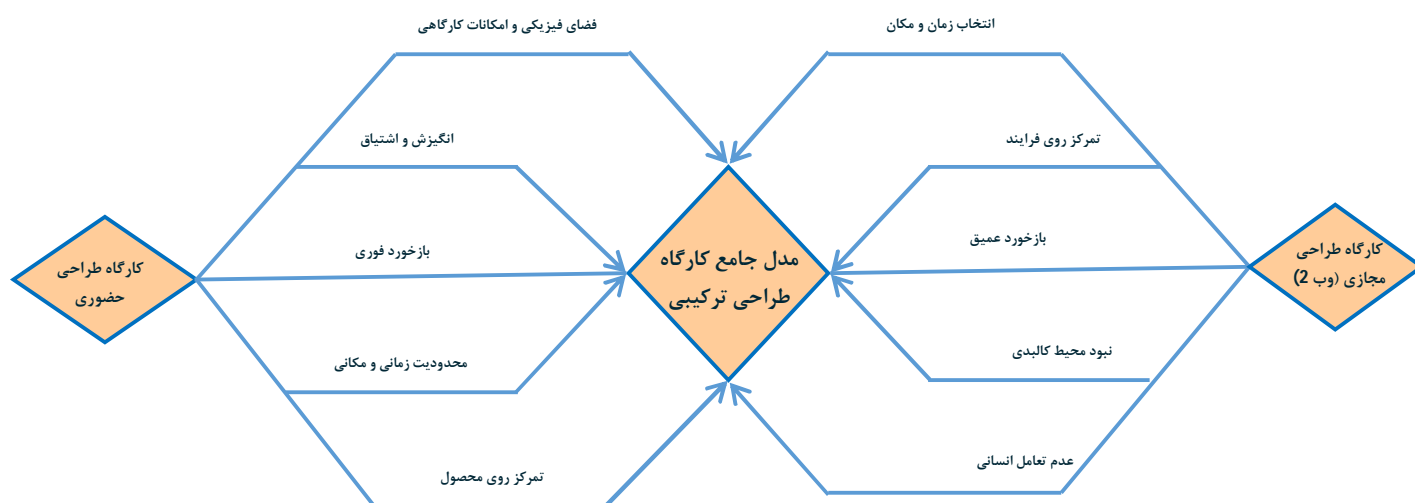 انتخاب زمان و مکان
فضای فیزیکی و امکانات کارگاهی
تمرکز روی فرایند
انگیزش و اشتیاق
کارگاه طراحی
مجازی (وب 2)
بازخورد عمیق
مدل جامع کارگاه
طراحی ترکیبی
بازخورد فوری
کارگاه طراحی
حضوری
نبود محیط کالبدی
محدودیت زمانی و مکانی
عدم تعامل انسانی
تمرکز روی محصول